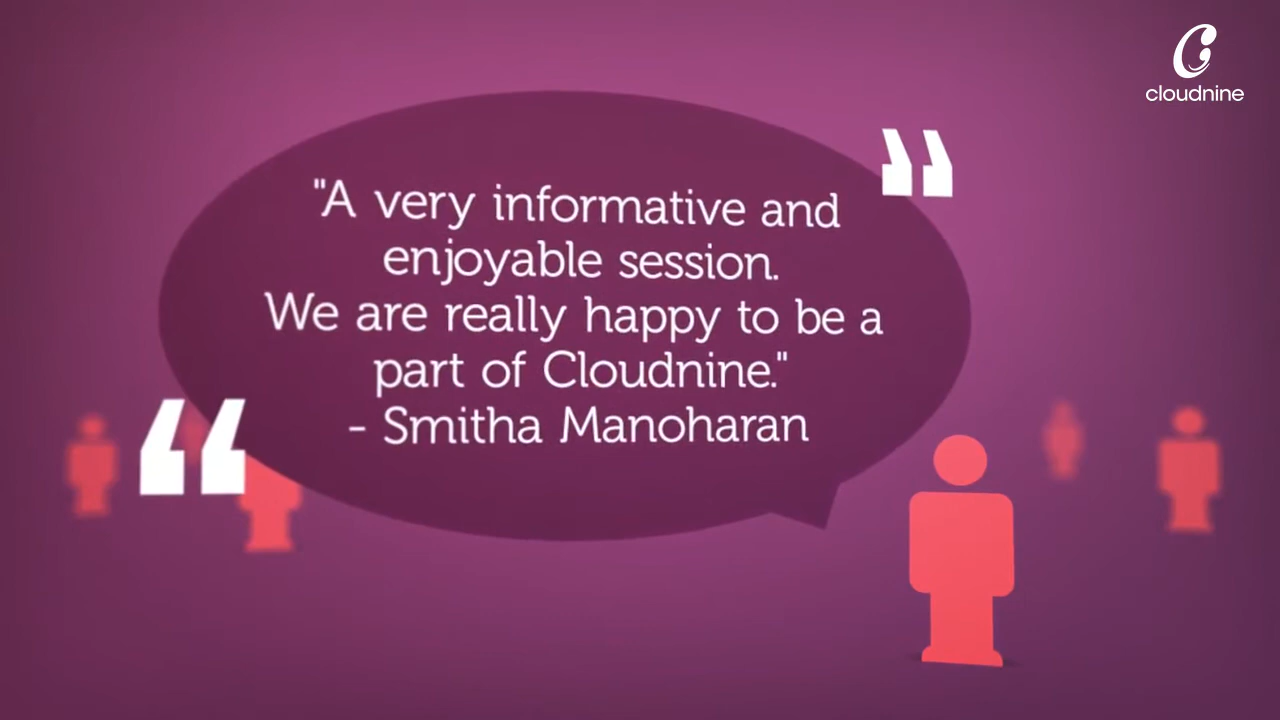 cloudnine
"A very informative and
enjoyable session.
We are really happy to be a
part of Cloudnine."
- Smitha Manoharan